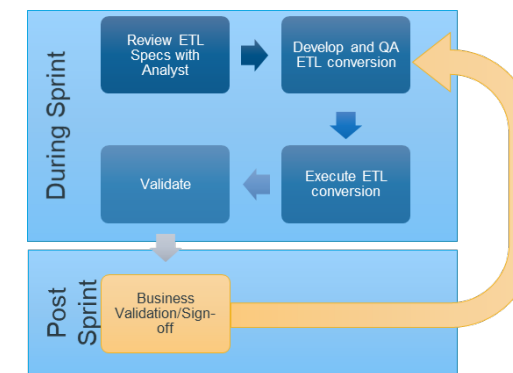 During Sprint
Review ETL
Specs with
Analyst
Develop and QA
ETL conversion
Validate
Execute ETL
conversion
Post
Sprint
Business
Validation/Sign-
off